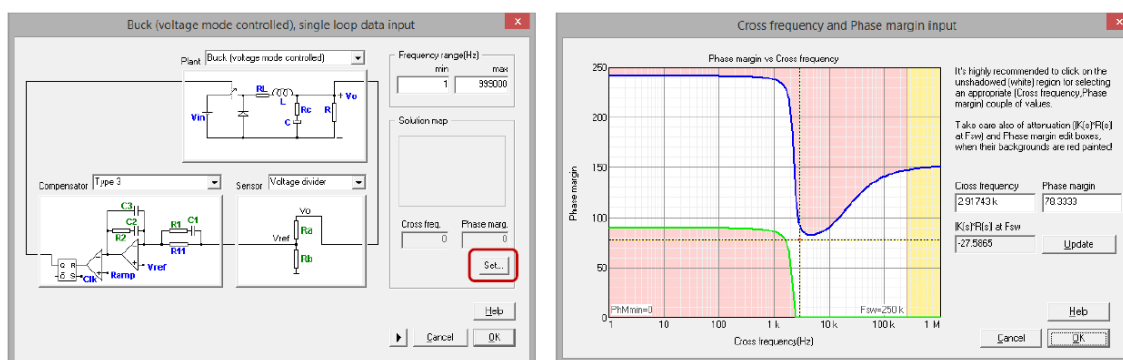 Buck (voltage mode controlled), single loop data input
Plant Buck (voltage mode controlled)
RL
L
+ Vo
Rc
R
C
Vin
Frequency range(Hz)
min
max
1
999000
Solution map
Cross freq.
Phase marg.
0
0
Set...
Compensator Type 3
C3
C2
R2
R1
C1
R11
Vref
Ramp
Clk
Q R
Q S
Sensor Voltage divider
Vo
Ra
Vref
Rb
Help
Cancel
OK
Cross frequency and Phase margin input
Phase margin vs Cross frequency
Phase margin
250
200
150
100
50
0
PhMmin=0
Fsw=250 k
1
10
100
1 k
10 k
100 k
1 M
Cross frequency(Hz)
It's highly recommended to click on the
unshadowed (white) region for selecting
an appropriate (Cross frequency,Phase
margin) couple of values.
Take care also of attenuation (|K(s)*R(s)|
at Fsw) and Phase margin edit boxes,
when their backgrounds are red painted!
Cross frequency
Phase margin
2.91743 k
78.3333
|K(s)*R(s)| at Fsw
-27.5865
Update
Help
Cancel
OK